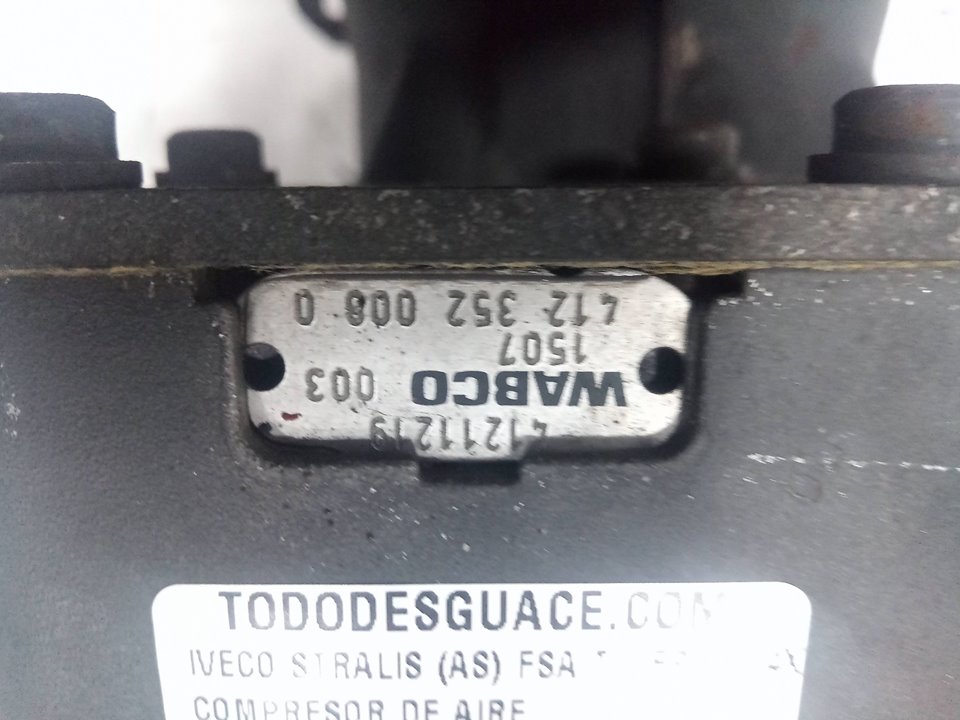 41211219
WABCO 003
1507
412 352 008 0
TODODESGUACE.COM
IVECO STRALIS (AS) FSA
COMPRESOR DE AIRE